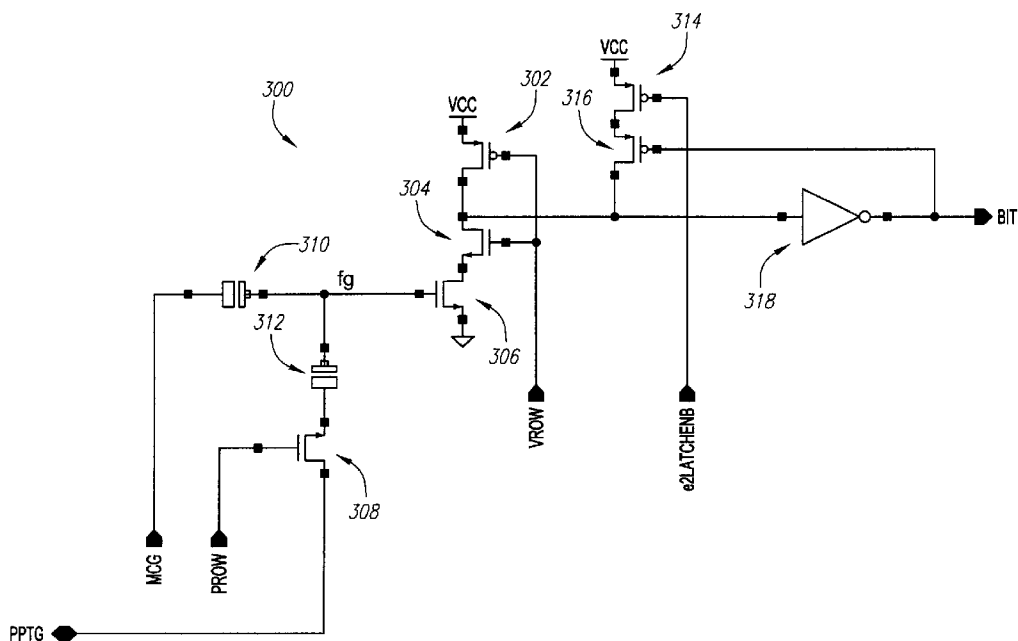 314
VCC
302
316
300
VCC
304
310
BIT
fg
318
312
306
VROW
e2LATCHENB
308
MCG
PROW
PPTG